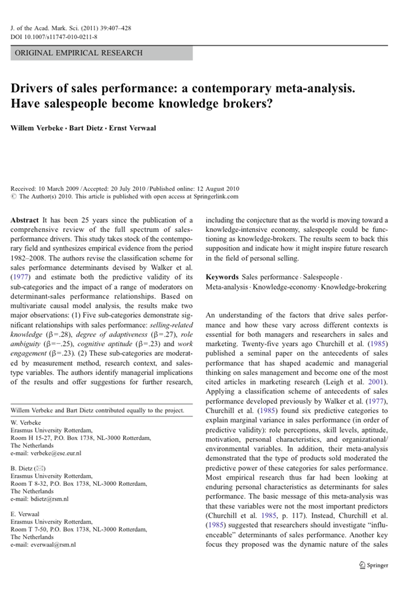 J. of the Acad. Mark. Sci. (2011) 39:407–428
DOI 10.1007/s11747-010-0211-8
ORIGINAL EMPIRICAL RESEARCH
Drivers of sales performance: a contemporary meta-analysis.
Have salespeople become knowledge brokers?
Willem Verbeke · Bart Dietz · Ernst Verwaal
Received: 10 March 2009 / Accepted: 20 July 2010 / Published online: 12 August 2010
© The Author(s) 2010. This article is published with open access at Springerlink.com
Abstract It has been 25 years since the publication of a
comprehensive review of the full spectrum of sales-
performance drivers. This study takes stock of the contempo-
rary field and synthesizes empirical evidence from the period
1982–2008. The authors revise the classification scheme for
sales performance determinants devised by Walker et al.
(1977) and estimate both the predictive validity of its
sub-categories and the impact of a range of moderators on
determinant-sales performance relationships. Based on
multivariate causal model analysis, the results make two
major observations: (1) Five sub-categories demonstrate sig-
nificant relationships with sales performance: selling-related
knowledge (β=.28), degree of adaptiveness (β=.27), role
ambiguity (β=−.25), cognitive aptitude (β=.23) and work
engagement (β=.23). (2) These sub-categories are moderat-
ed by measurement method, research context, and sales-
type variables. The authors identify managerial implications
of the results and offer suggestions for further research,
including the conjecture that as the world is moving toward a
knowledge-intensive economy, salespeople could be func-
tioning as knowledge-brokers. The results seem to back this
supposition and indicate how it might inspire future research
in the field of personal selling.
Keywords Sales performance · Salespeople ·
Meta-analysis · Knowledge-economy · Knowledge-brokering
An understanding of the factors that drive sales perfor-
mance and how these vary across different contexts is
essential for both managers and researchers in sales and
marketing. Twenty-five years ago Churchill et al. (1985)
published a seminal paper on the antecedents of sales
performance that has shaped academic and managerial
thinking on sales management and become one of the most
cited articles in marketing research (Leigh et al. 2001).
Applying a classification scheme of antecedents of sales
performance developed previously by Walker et al. (1977),
Churchill et al. (1985) found six predictive categories to
explain marginal variance in sales performance (in order of
predictive validity): role perceptions, skill levels, aptitude,
motivation, personal characteristics, and organizational/
environmental variables. In addition, their meta-analysis
demonstrated that the type of products sold moderated the
predictive power of these categories for sales performance.
Most empirical research thus far had been looking at
enduring personal characteristics as determinants for sales
performance. The basic message of this meta-analysis was
that these variables were not the most important predictors
(Churchill et al. 1985, p. 117). Instead, Churchill et al.
(1985) suggested that researchers should investigate "influ-
enceable" determinants of sales performance. Another key
focus they proposed was the dynamic nature of the sales
Willem Verbeke and Bart Dietz contributed equally to the project.
W. Verbeke
Erasmus University Rotterdam,
Room H 15-27, P.O. Box 1738, NL-3000 Rotterdam,
The Netherlands
e-mail: verbeke@ese.eur.nl
B. Dietz (✉)
Erasmus University Rotterdam,
Room T 8-32, P.O. Box 1738, NL-3000 Rotterdam,
The Netherlands
e-mail: bdietz@rsm.nl
E. Verwaal
Erasmus University Rotterdam,
Room T 7-50, P.O. Box 1738, NL-3000 Rotterdam,
The Netherlands
e-mail: everwaal@rsm.nl
Springer